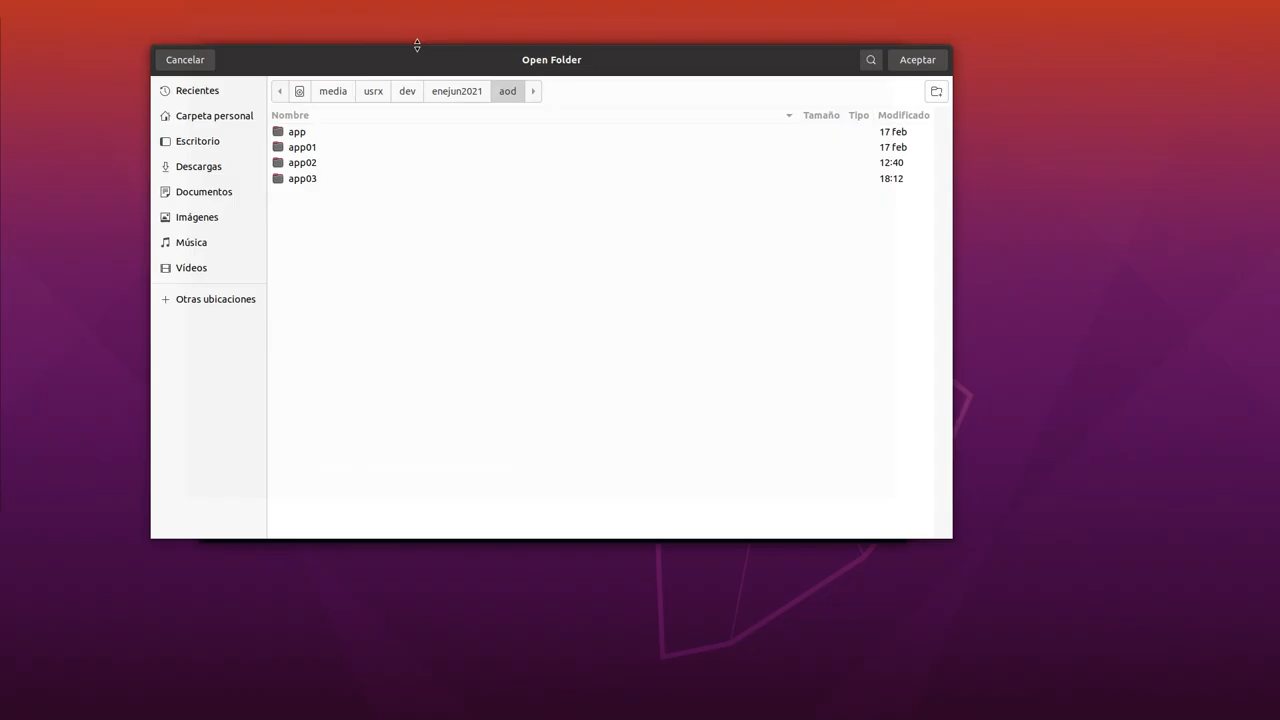 Cancelar Open Folder Aceptar
Recientes
Carpeta personal
Escritorio
Descargas
Documentos
Imágenes
Música
Vídeos
Otras ubicaciones
media usrx dev enejun2021 aod
Nombre Tamaño Tipo Modificado
app 17 feb
app01 17 feb
app02 12:40
app03 18:12